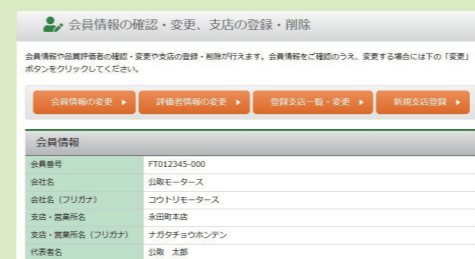 会員情報の確認・変更、支店の登録・削除
会員情報や品質評価者の確認・変更や支店の登録・削除が行えます。会員情報をご確認のうえ、変更する場合には下の「変更」
ボタンをクリックしてください。
会員情報の変更 ▶ 評価者情報の変更 ▶ 登録支店一覧・変更 ▶ 新規支店登録 ▶
会員情報
会員番号 FT012345-000
会社名 公取モータース
会社名（フリガナ） コウトリモータース
支店・営業所名 永田町本店
支店・営業所名（フリガナ） ナガタチョウホンテン
代表者名 公取 太郎